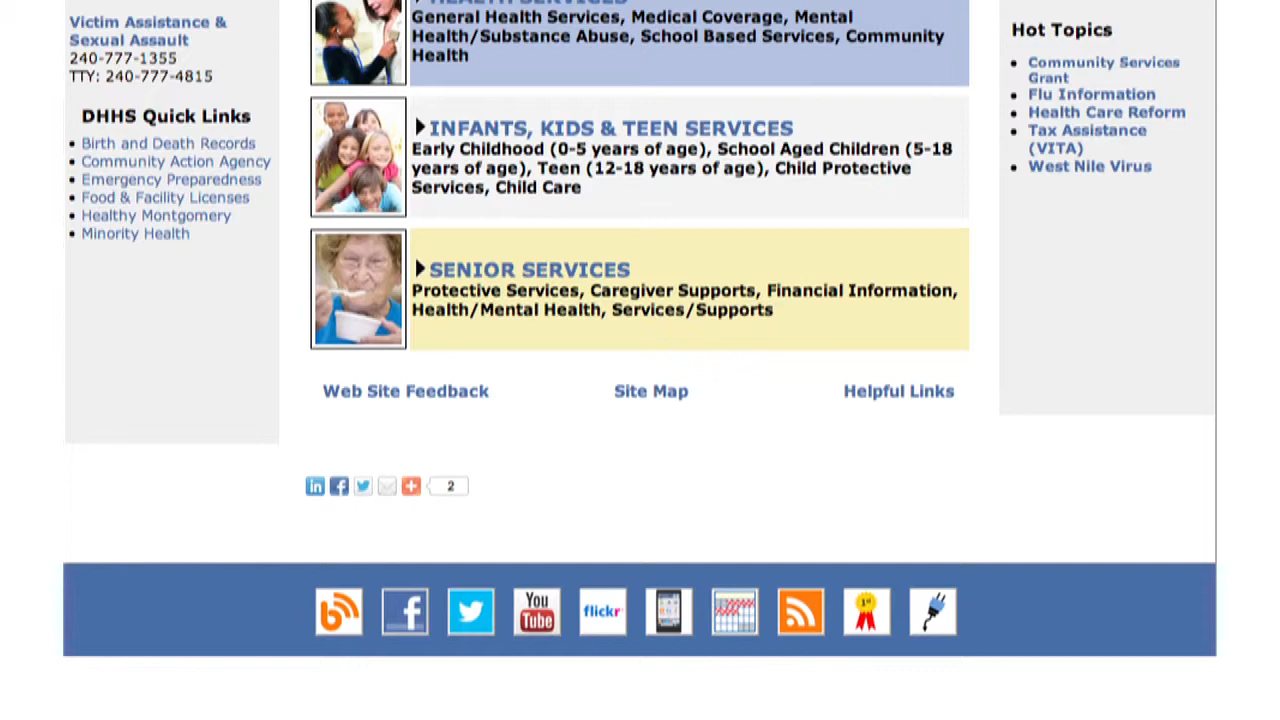 Victim Assistance &
Sexual Assault
240-777-1355
TTY: 240-777-4815
DHHS Quick Links
Birth and Death Records
Community Action Agency
Emergency Preparedness
Food & Facility Licenses
Healthy Montgomery
Minority Health
HEALTH SERVICES
General Health Services, Medical Coverage, Mental
Health/Substance Abuse, School Based Services, Community
Health
INFANTS, KIDS & TEEN SERVICES
Early Childhood (0-5 years of age), School Aged Children (5-18
years of age), Teen (12-18 years of age), Child Protective
Services, Child Care
SENIOR SERVICES
Protective Services, Caregiver Supports, Financial Information,
Health/Mental Health, Services/Supports
Web Site Feedback Site Map Helpful Links
Hot Topics
Community Services
Grant
Flu Information
Health Care Reform
Tax Assistance
(VITA)
West Nile Virus
in f 2
f You
Tube
flickr
1st